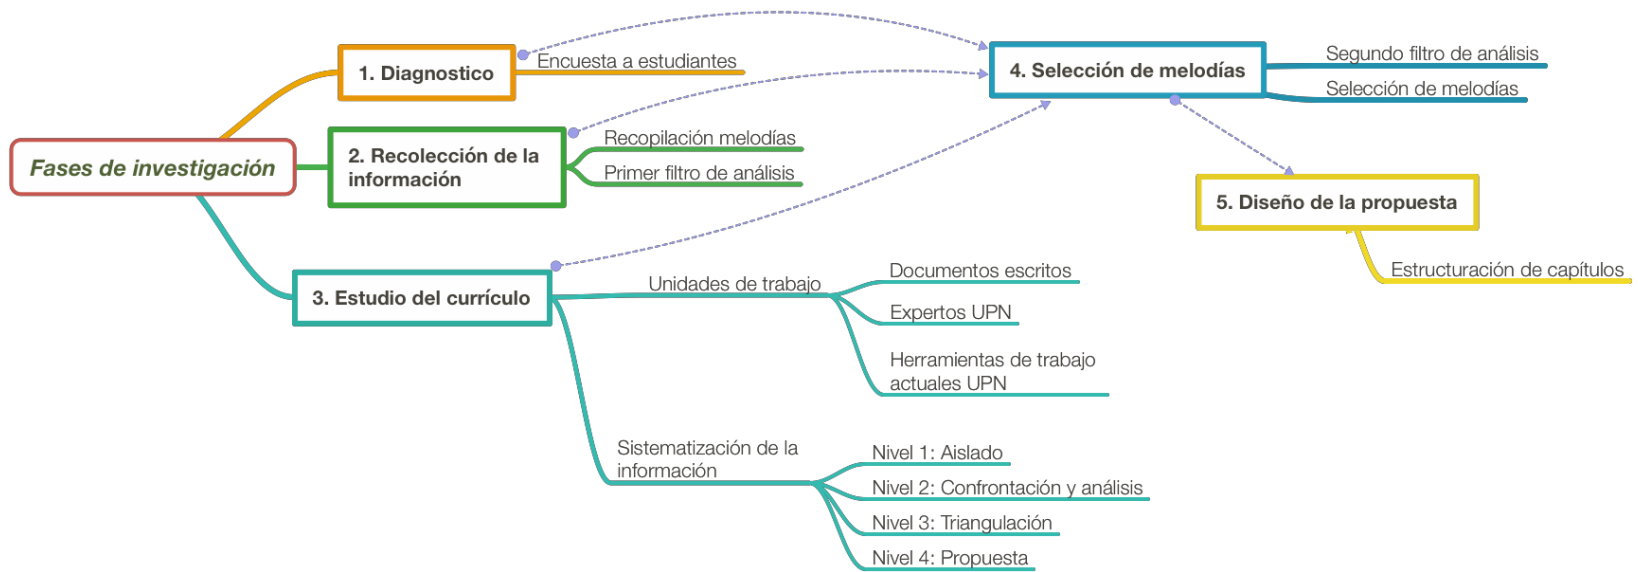 Fases de investigación
1. Diagnostico
Encuesta a estudiantes
2. Recolección de la
información
Recopilación melodías
Primer filtro de análisis
3. Estudio del currículo
Unidades de trabajo
Documentos escritos
Expertos UPN
Herramientas de trabajo
actuales UPN
Sistematización de la
información
Nivel 1: Aislado
Nivel 2: Confrontación y análisis
Nivel 3: Triangulación
Nivel 4: Propuesta
4. Selección de melodías
Segundo filtro de análisis
Selección de melodías
5. Diseño de la propuesta
Estructuración de capítulos